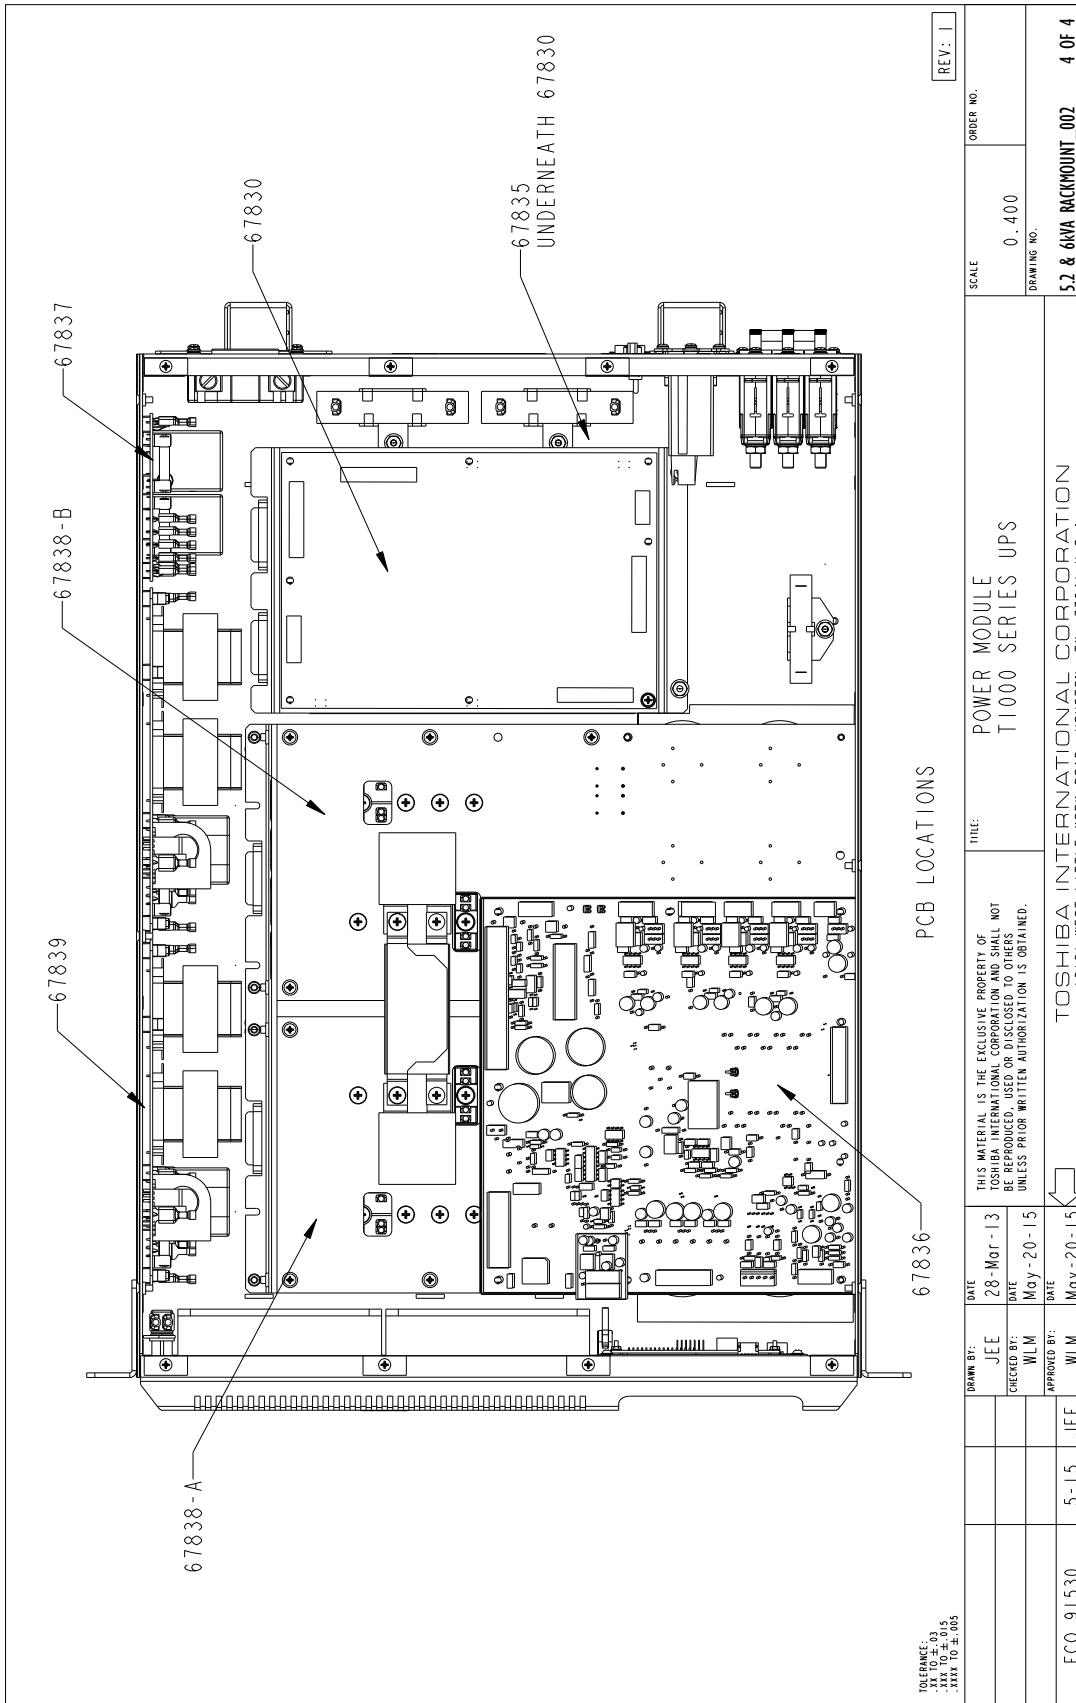 67838-A
67839
67838-B
67837
67830
67835
UNDERNEATH 67830
67836
PCB LOCATIONS
REV: 1
TOLERANCE:
.XX TO ±.03
.XXX TO ±.015
.XXXX TO ±.005
ECO 91530
5-15
JEE
DRAWN BY:
JEE
DATE
28-Mar-13
CHECKED BY:
WLM
DATE
May-20-15
APPROVED BY:
WLM
DATE
May-20-15
THIS MATERIAL IS THE EXCLUSIVE PROPERTY OF
TOSHIBA INTERNATIONAL CORPORATION AND SHALL NOT
BE REPRODUCED, USED OR DISCLOSED TO OTHERS
UNLESS PRIOR WRITTEN AUTHORIZATION IS OBTAINED.
TITLE:
POWER MODULE
T1000 SERIES UPS
SCALE
0.400
ORDER NO.
DRAWING NO.
5.2 & 6kVA RACKMOUNT_002
4 OF 4
TOSHIBA INTERNATIONAL CORPORATION